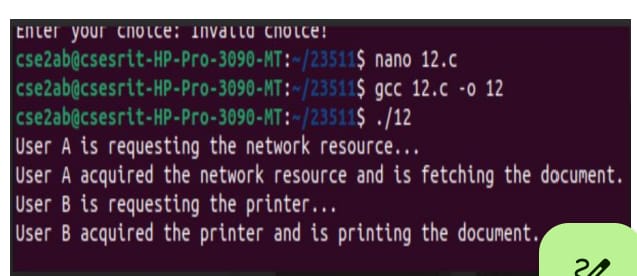 Enter your choice: Invalid choice!
cse2ab@csesrit-HP-Pro-3090-MT:~/23511$ nano 12.c
cse2ab@csesrit-HP-Pro-3090-MT:~/23511$ gcc 12.c -o 12
cse2ab@csesrit-HP-Pro-3090-MT:~/23511$ ./12
User A is requesting the network resource...
User A acquired the network resource and is fetching the document.
User B is requesting the printer...
User B acquired the printer and is printing the document.